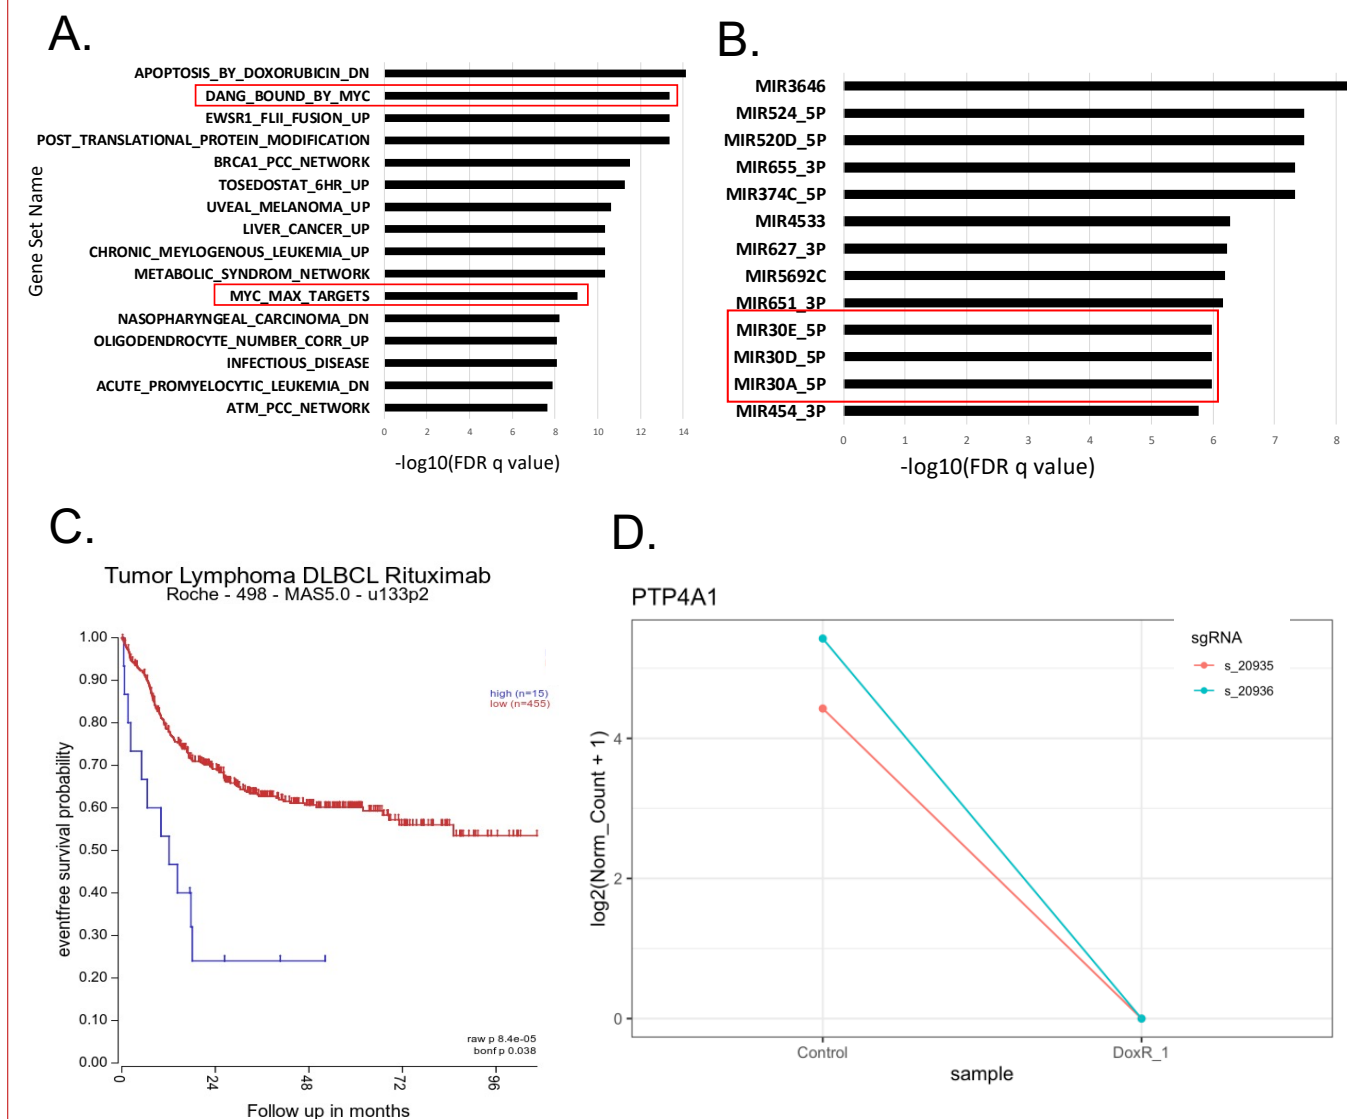 A.
Gene Set Name
APOPTOSIS_BY_DOXORUBICIN_DN
DANG_BOUND_BY_MYC
EWSR1_FLII_FUSION_UP
POST_TRANSLATIONAL_PROTEIN_MODIFICATION
BRCA1_PCC_NETWORK
TOSEDOSTAT_6HR_UP
UVEAL_MELANOMA_UP
LIVER_CANCER_UP
CHRONIC_MEYLOGENOUS_LEUKEMIA_UP
METABOLIC_SYNDROM_NETWORK
MYC_MAX_TARGETS
NASOPHARYNGEAL_CARCINOMA_DN
OLIGODENDROCYTE_NUMBER_CORR_UP
INFECTIOUS_DISEASE
ACUTE_PROMYELOCYTIC_LEUKEMIA_DN
ATM_PCC_NETWORK
0 2 4 6 8 10 12 14
-log10(FDR q value)
B.
MIR3646
MIR524_5P
MIR520D_5P
MIR655_3P
MIR374C_5P
MIR4533
MIR627_3P
MIR5692C
MIR651_3P
MIR30E_5P
MIR30D_5P
MIR30A_5P
MIR454_3P
0 1 2 3 4 5 6 7 8
-log10(FDR q value)
C.
Tumor Lymphoma DLBCL Rituximab
Roche - 498 - MAS5.0 - u133p2
eventfree survival probability
1.00
0.90
0.80
0.70
0.60
0.50
0.40
0.30
0.20
0.10
0.00
high (n=15)
low (n=455)
raw p 8.4e-05
bonf p 0.038
0 24 48 72 96
Follow up in months
D.
PTP4A1
log2(Norm_Count + 1)
4
2
0
sgRNA
s_20935
s_20936
Control DoxR_1
sample